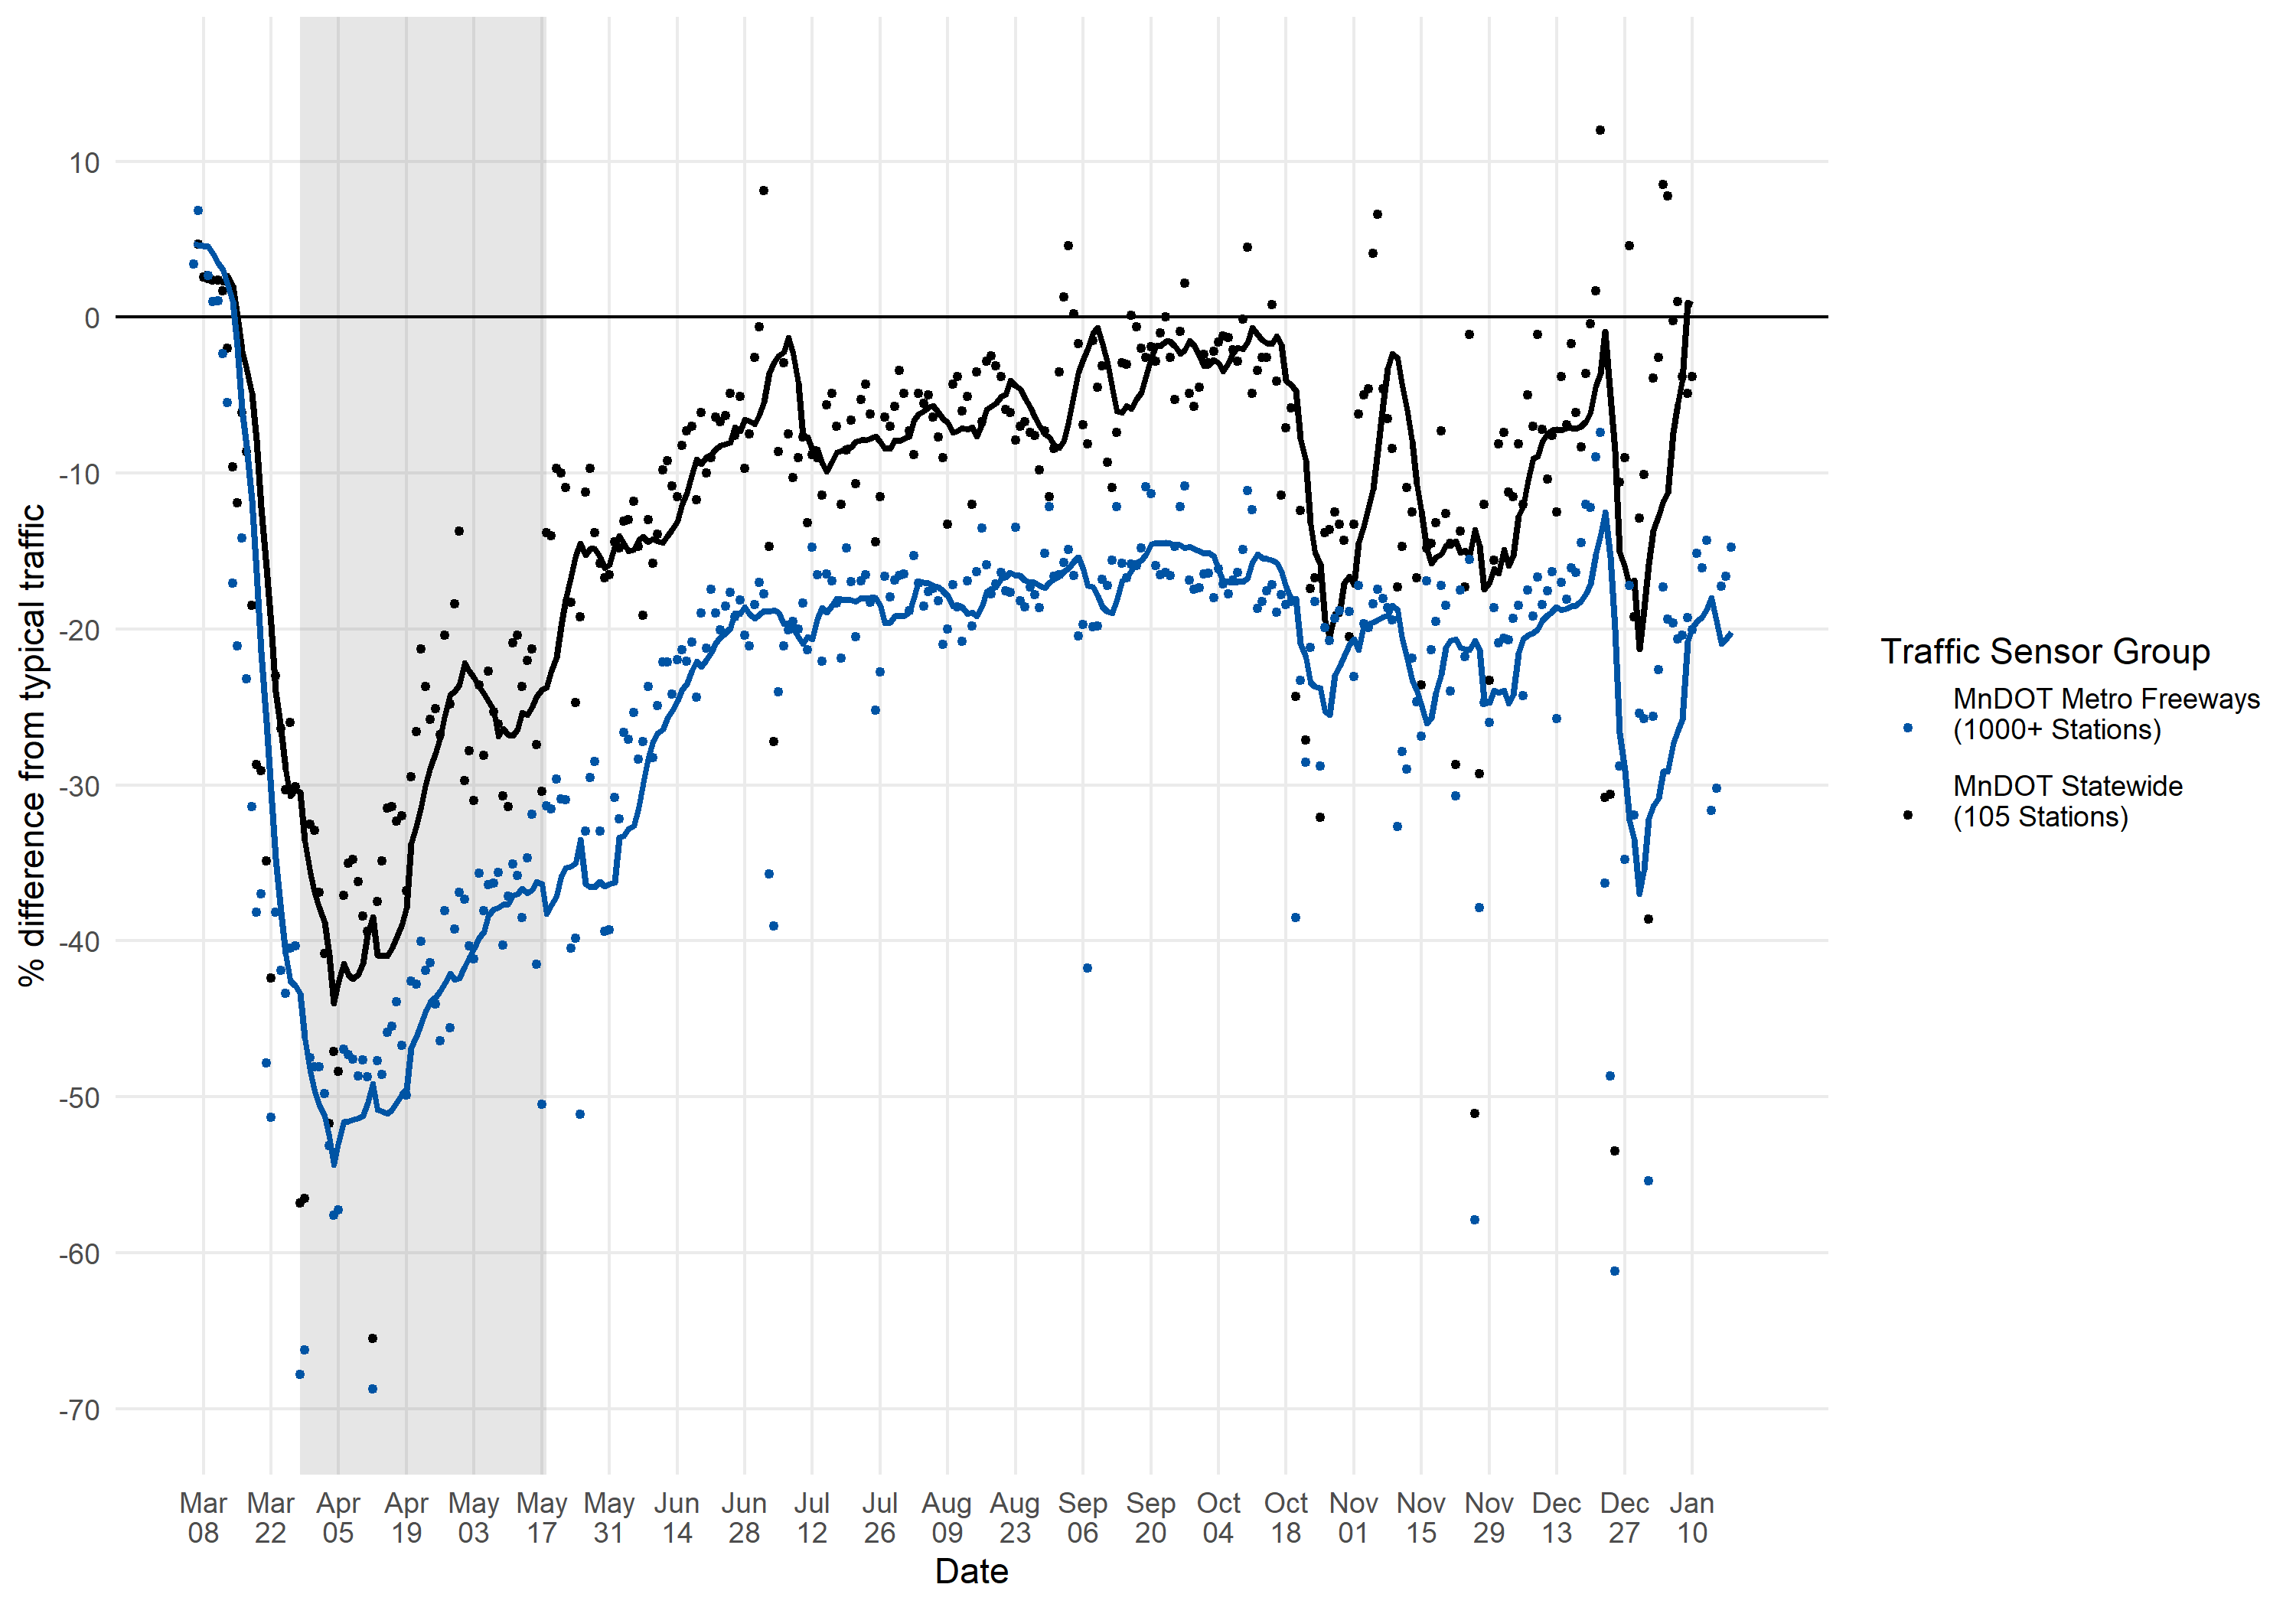 % difference from typical traffic
10
0
-10
-20
-30
-40
-50
-60
-70
Mar Mar Apr Apr May May May Jun Jun Jul Jul Aug Aug Sep Sep Oct Oct Nov Nov Nov Dec Dec Jan
08 22 05 19 03 17 31 14 28 12 26 09 23 06 20 04 18 01 15 29 13 27 10
Date
Traffic Sensor Group
MnDOT Metro Freeways
(1000+ Stations)
MnDOT Statewide
(105 Stations)